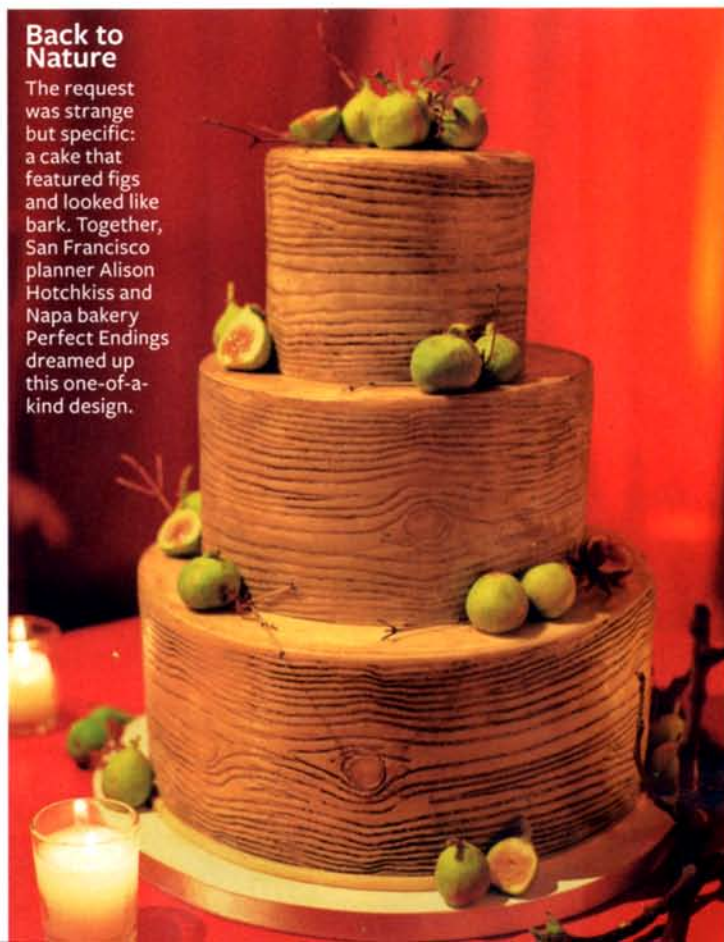 Back to
Nature
The request
was strange
but specific:
a cake that
featured figs
and looked like
bark. Together,
San Francisco
planner Alison
Hotchkiss and
Napa bakery
Perfect Endings
dreamed up
this one-of-a-
kind design.